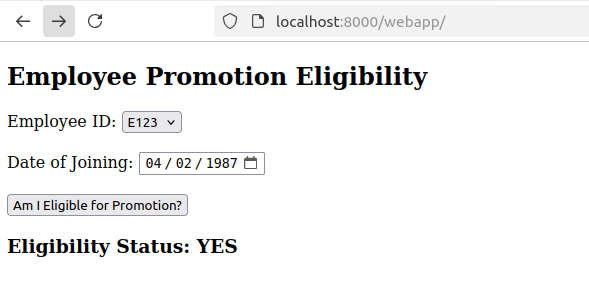 localhost:8000/webapp/
Employee Promotion Eligibility
Employee ID: E123
Date of Joining: 04/02/1987
Am I Eligible for Promotion?
Eligibility Status: YES